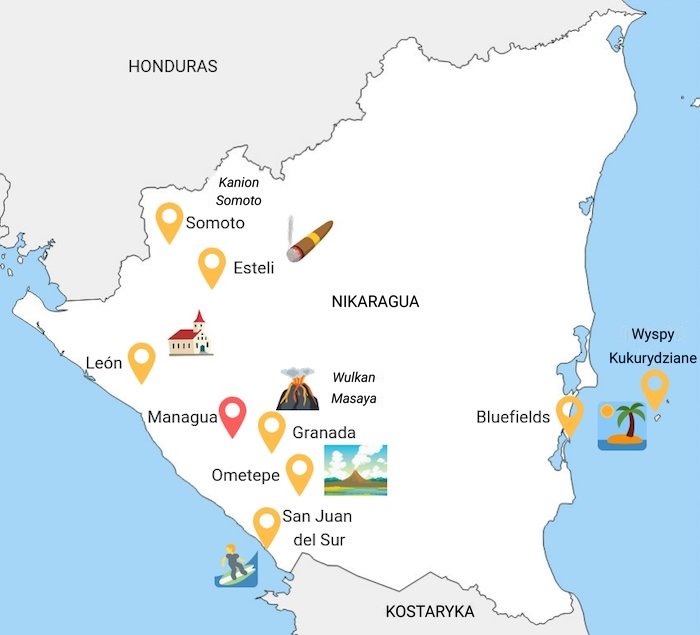 HONDURAS
Kanion
Somoto
Somoto
Esteli
NIKARAGUA
Wyspy
Kukurydziane
León
Wulkan
Masaya
Managua
Granada
Bluefields
Ometepe
San Juan
del Sur
KOSTARYKA